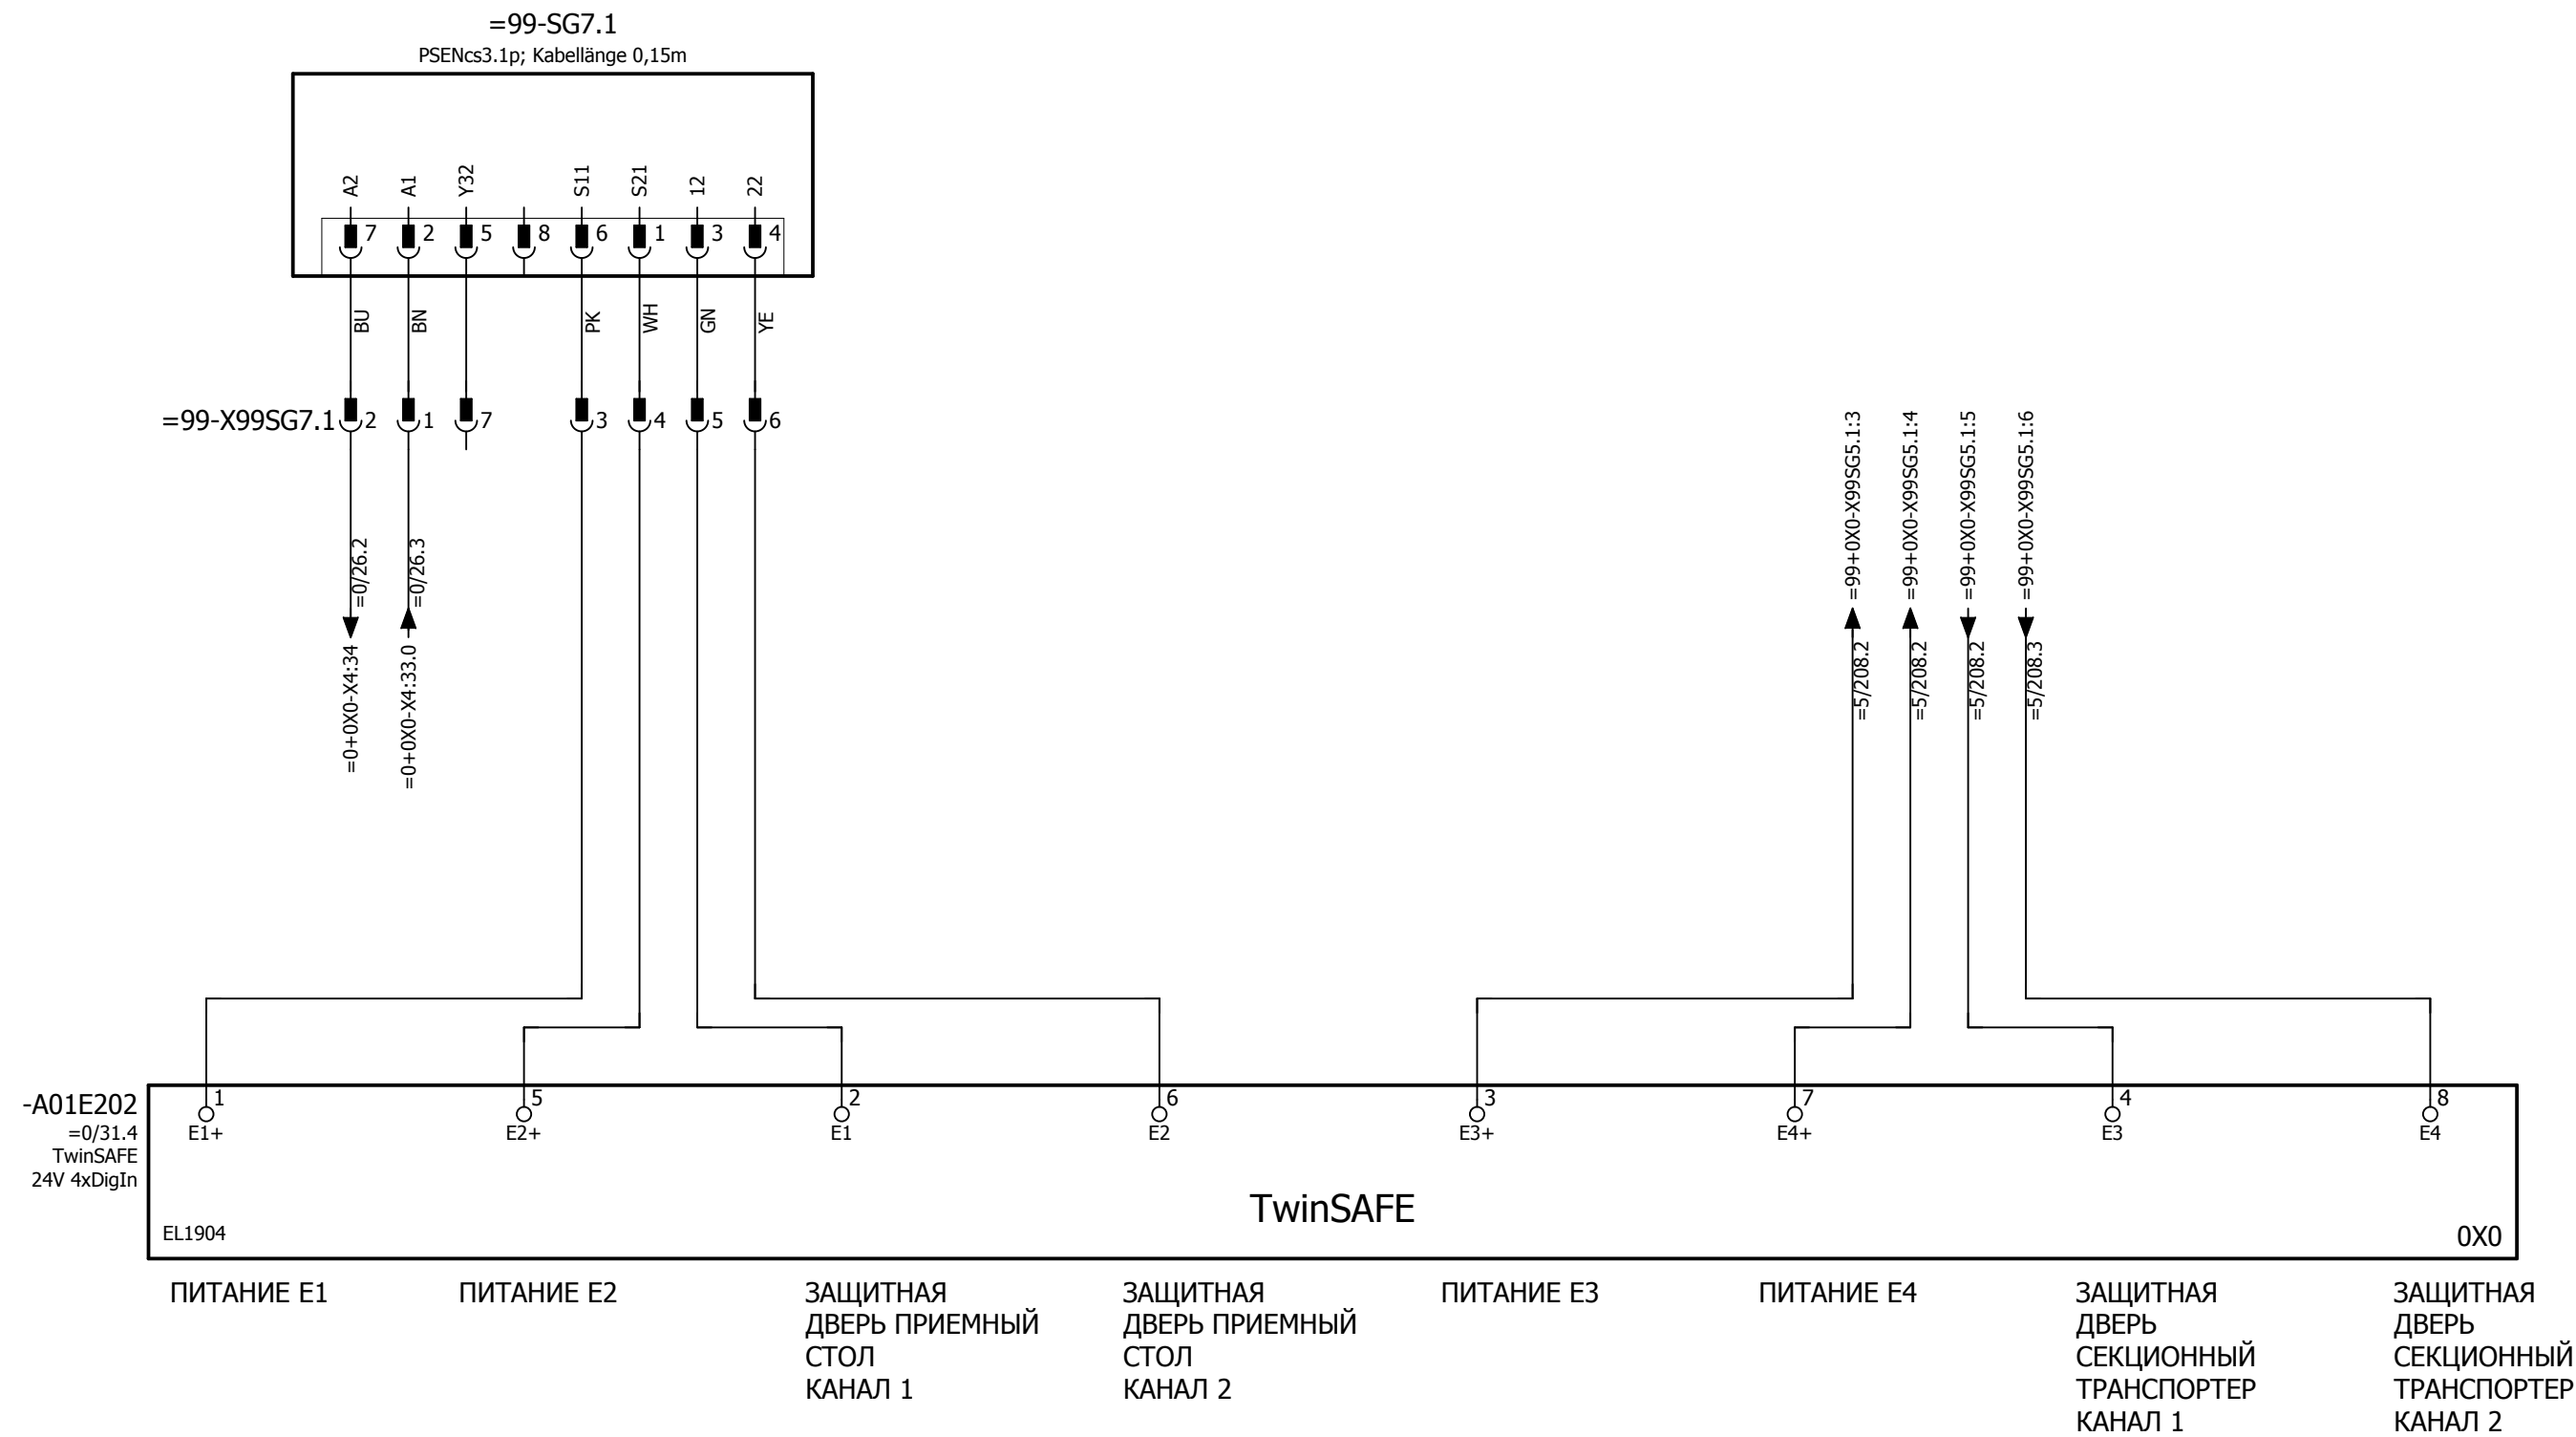 =99-SG7.1
PSENcs3.1p; Kabellänge 0,15m
A2 A1 Y32 S11 S21 12 22
7 2 5 8 6 1 3 4
BU BN PK WH GN YE
=99-X99SG7.1 2 1 7 3 4 5 6
=0/26.2 =0/26.3
=0+0X0-X4:34 =0+0X0-X4:33.0
=99+0X0-X99SG5.1:3
=99+0X0-X99SG5.1:4
=99+0X0-X99SG5.1:5
=99+0X0-X99SG5.1:6
=5/208.2 =5/208.2 =5/208.2 =5/208.3
1 5 2 6 3 7 4 8
E1+ E2+ E1 E2 E3+ E4+ E3 E4
-A01E202
=0/31.4
TwinSAFE
24V 4xDigIn
TwinSAFE
EL1904
0X0
ПИТАНИЕ E1
ПИТАНИЕ E2
ЗАЩИТНАЯ
ДВЕРЬ ПРИЕМНЫЙ
СТОЛ
КАНАЛ 1
ЗАЩИТНАЯ
ДВЕРЬ ПРИЕМНЫЙ
СТОЛ
КАНАЛ 2
ПИТАНИЕ E3
ПИТАНИЕ E4
ЗАЩИТНАЯ
ДВЕРЬ
СЕКЦИОННЫЙ
ТРАНСПОРТЕР
КАНАЛ 1
ЗАЩИТНАЯ
ДВЕРЬ
СЕКЦИОННЫЙ
ТРАНСПОРТЕР
КАНАЛ 2